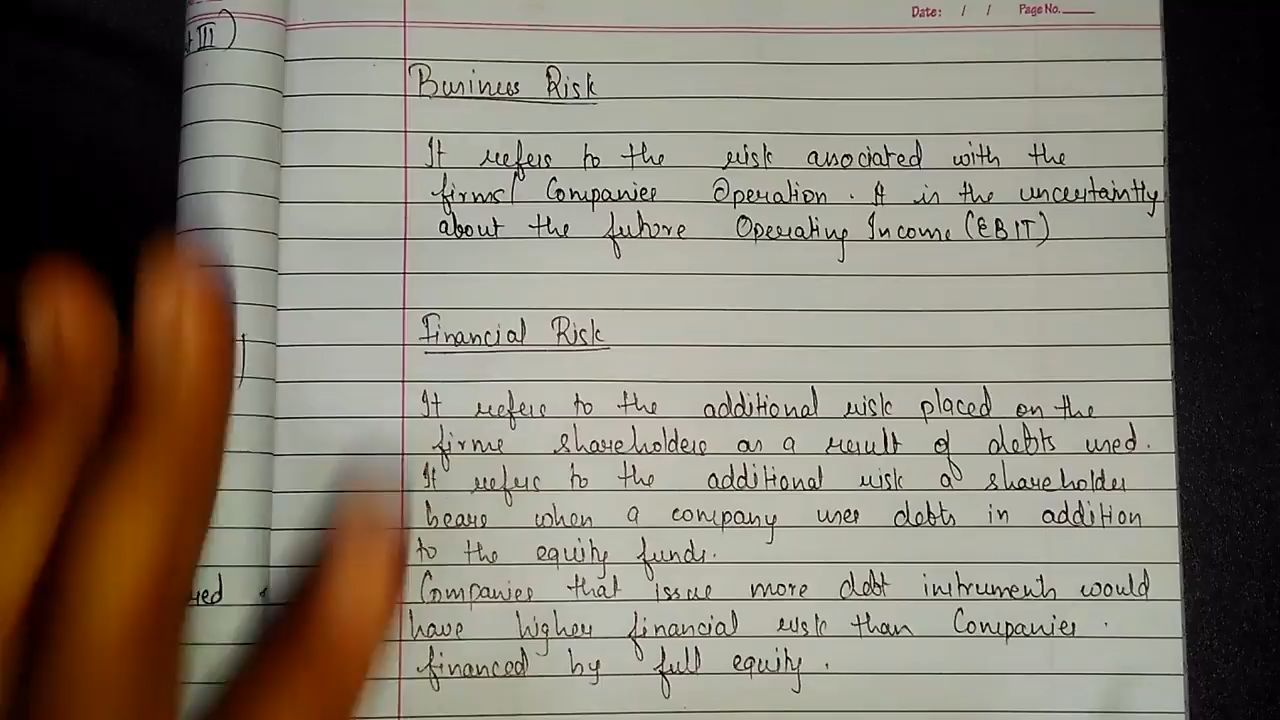 Date: / / Page No.
III)
Business Risk
It refers to the risk associated with the
firms/ Companies Operation. It is the uncertaintly
about the future Operating Income (EBIT)
Financial Risk
It refers to the additional risk placed on the
firms shareholders as a result of debts used.
It refers to the additional risk a shareholder
bears when a company uses debts in addition
to the equity funds.
Companies that issue more debt instruments would
have higher financial risk than Companies
financed by full equity.